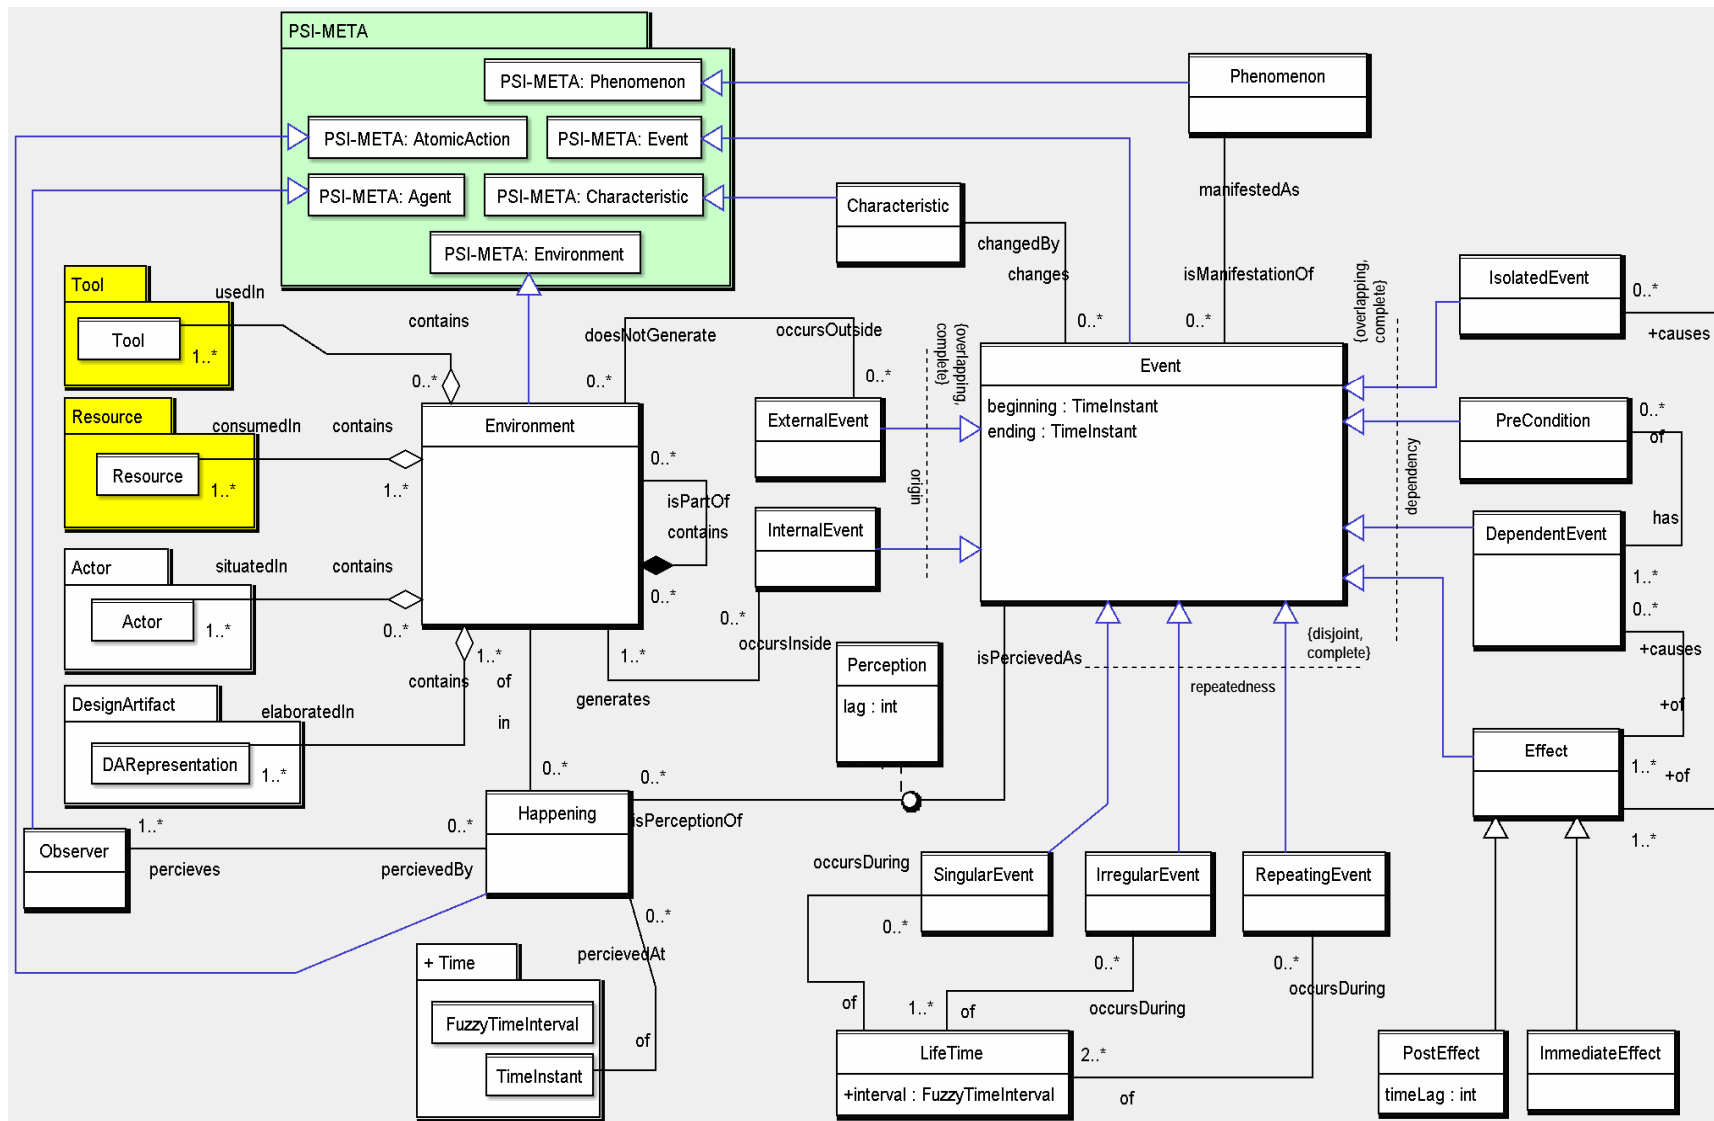 PSI-META
PSI-META: Phenomenon
PSI-META: AtomicAction
PSI-META: Event
PSI-META: Agent
PSI-META: Characteristic
PSI-META: Environment
Phenomenon
manifestedAs
isManifestationOf
0..*
Characteristic
changedBy
changes
0..*
Tool
Tool
usedIn
1..*
contains
0..*
Resource
Resource
consumedIn
1..*
contains
1..*
Actor
Actor
situatedIn
1..*
contains
0..*
DesignArtifact
DARepresentation
elaboratedIn
1..*
contains
1..*
Environment
doesNotGenerate
0..*
occursOutside
0..*
0..*
isPartOf
contains
0..*
ExternalEvent
InternalEvent
0..*
occursInside
1..*
generates
{overlapping,
complete}
origin
Event
beginning : TimeInstant
ending : TimeInstant
{overlapping,
complete}
dependency
IsolatedEvent
0..*
+causes
PreCondition
0..*
of
has
DependentEvent
1..*
0..*
+causes
+of
Effect
1..*
+of
1..*
{disjoint,
complete}
repeatedness
isPercievedAs
Perception
lag : int
of
in
0..*
0..*
isPerceptionOf
Happening
Observer
1..*
percieves
0..*
percievedBy
0..*
percievedAt
of
+ Time
FuzzyTimeInterval
TimeInstant
SingularEvent
IrregularEvent
RepeatingEvent
occursDuring
0..*
of
0..*
occursDuring
1..*
of
0..*
occursDuring
2..*
of
LifeTime
+interval : FuzzyTimeInterval
PostEffect
timeLag : int
ImmediateEffect